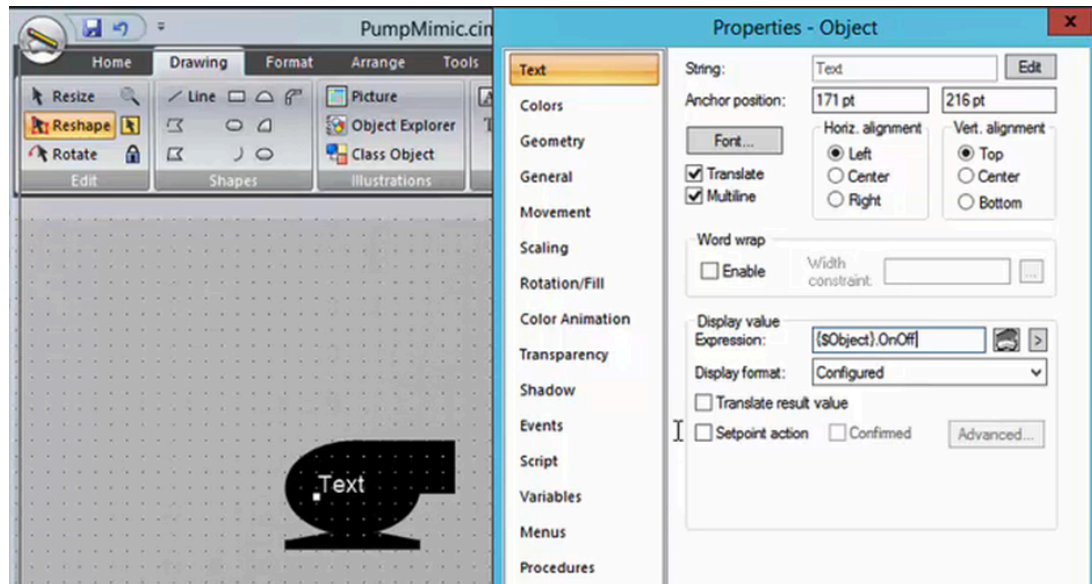 PumpMimic.cim
Home Drawing Format Arrange Tools
Resize Line Picture
Reshape Object Explorer
Rotate Class Object
Edit Shapes Illustrations
Text
Properties - Object
x
Text
Colors
Geometry
General
Movement
Scaling
Rotation/Fill
Color Animation
Transparency
Shadow
Events
Script
Variables
Menus
Procedures
String: Text Edit
Anchor position: 171 pt 216 pt
Font...
Translate
Multiline
Horiz. alignment
Left
Center
Right
Vert. alignment
Top
Center
Bottom
Word wrap
Enable Width constraint: ...
Display value
Expression: {$Object}.OnOff >
Display format: Configured
Translate result value
Setpoint action Confirmed Advanced...